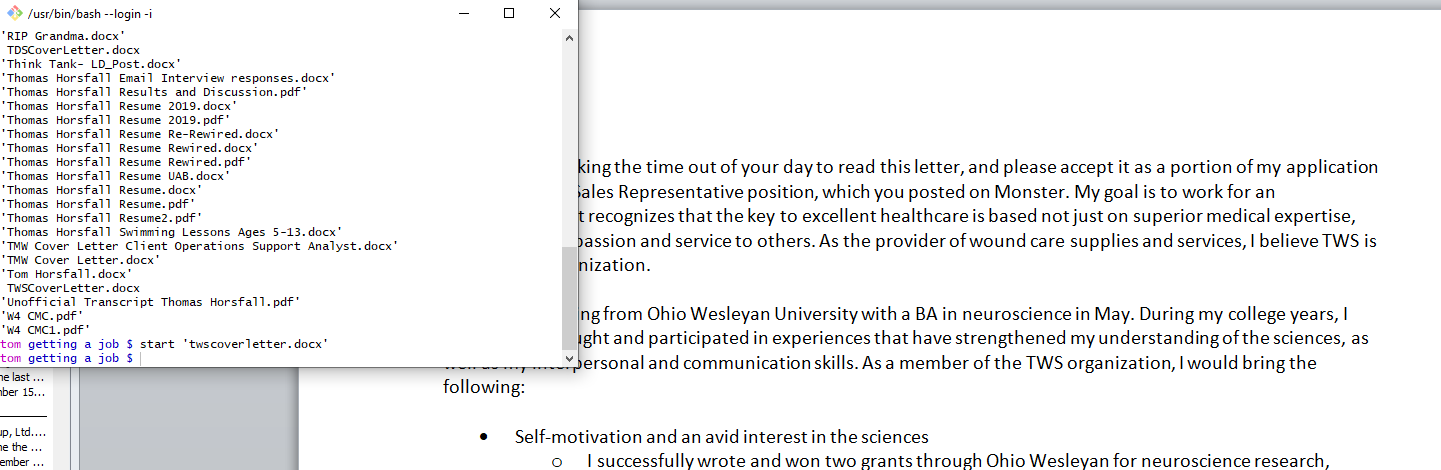 /usr/bin/bash --login -i
'RIP Grandma.docx'
TDSCoverLetter.docx
'Think Tank- LD_Post.docx'
'Thomas Horsfall Email Interview responses.docx'
'Thomas Horsfall Results and Discussion.pdf'
'Thomas Horsfall Resume 2019.docx'
'Thomas Horsfall Resume 2019.pdf'
'Thomas Horsfall Resume Re-Rewired.docx'
'Thomas Horsfall Resume Rewired.docx'
'Thomas Horsfall Resume Rewired.pdf'
'Thomas Horsfall Resume UAB.docx'
'Thomas Horsfall Resume.docx'
'Thomas Horsfall Resume.pdf'
'Thomas Horsfall Resume2.pdf'
'Thomas Horsfall Swimming Lessons Ages 5-13.docx'
'TMW Cover Letter Client Operations Support Analyst.docx'
'TMW Cover Letter.docx'
'Tom Horsfall.docx'
TWSCoverLetter.docx
'Unofficial Transcript Thomas Horsfall.pdf'
'W4 CMC.pdf'
'W4 CMC1.pdf'
tom getting a job $ start 'twscoverletter.docx'
tom getting a job $
he last ...
ber 15...
up, Ltd....
he the ...
ember ...
king the time out of your day to read this letter, and please accept it as a portion of my application
Sales Representative position, which you posted on Monster. My goal is to work for an
t recognizes that the key to excellent healthcare is based not just on superior medical expertise,
passion and service to others. As the provider of wound care supplies and services, I believe TWS is
nization.
ng from Ohio Wesleyan University with a BA in neuroscience in May. During my college years, I
ught and participated in experiences that have strengthened my understanding of the sciences, as
well as my interpersonal and communication skills. As a member of the TWS organization, I would bring the
following:
• Self-motivation and an avid interest in the sciences
o I successfully wrote and won two grants through Ohio Wesleyan for neuroscience research,